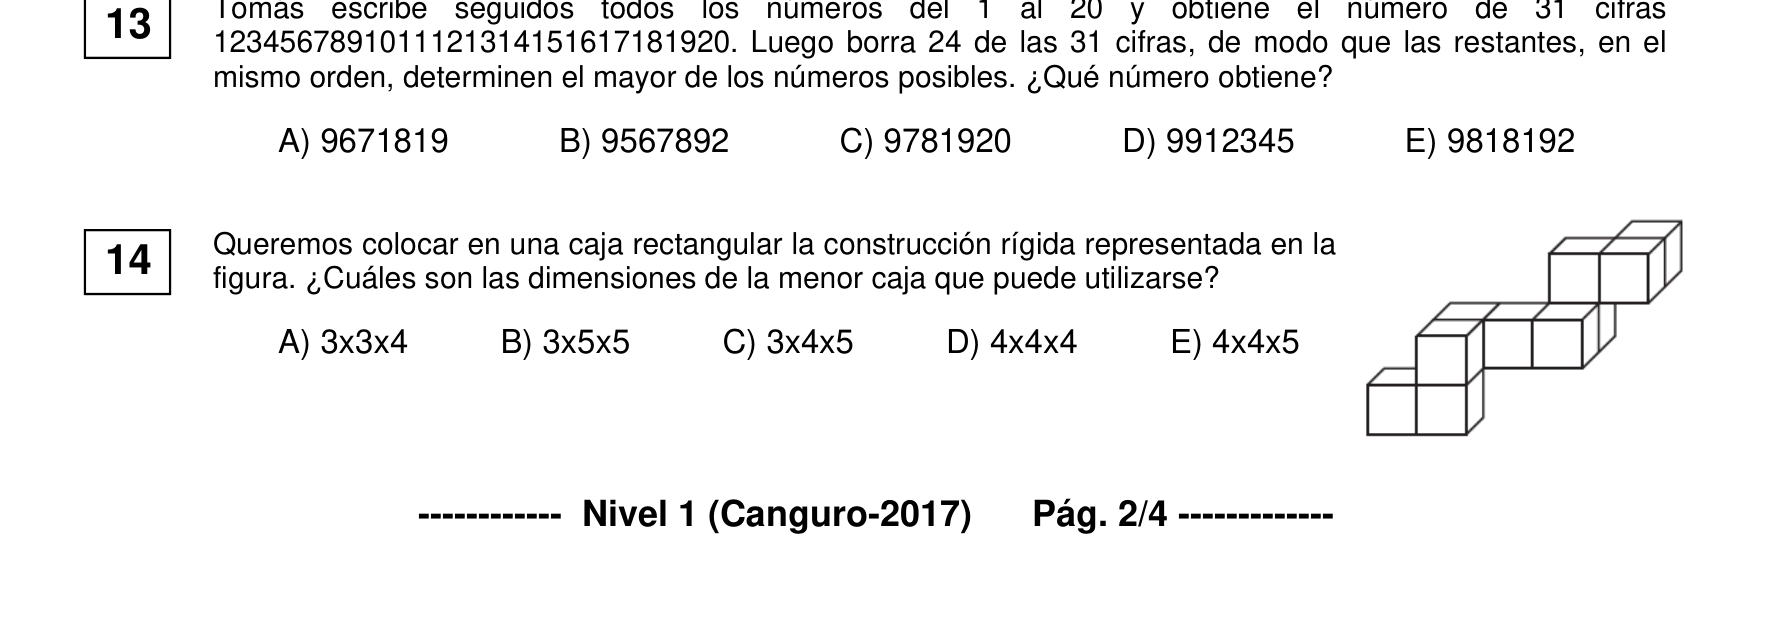 13
Tomás escribe seguidos todos los números del 1 al 20 y obtiene el número de 31 cifras
1234567891011121314151617181920. Luego borra 24 de las 31 cifras, de modo que las restantes, en el
mismo orden, determinen el mayor de los números posibles. ¿Qué número obtiene?
A) 9671819 B) 9567892 C) 9781920 D) 9912345 E) 9818192
14
Queremos colocar en una caja rectangular la construcción rígida representada en la
figura. ¿Cuáles son las dimensiones de la menor caja que puede utilizarse?
A) 3x3x4 B) 3x5x5 C) 3x4x5 D) 4x4x4 E) 4x4x5
------------ Nivel 1 (Canguro-2017) Pág. 2/4 -------------